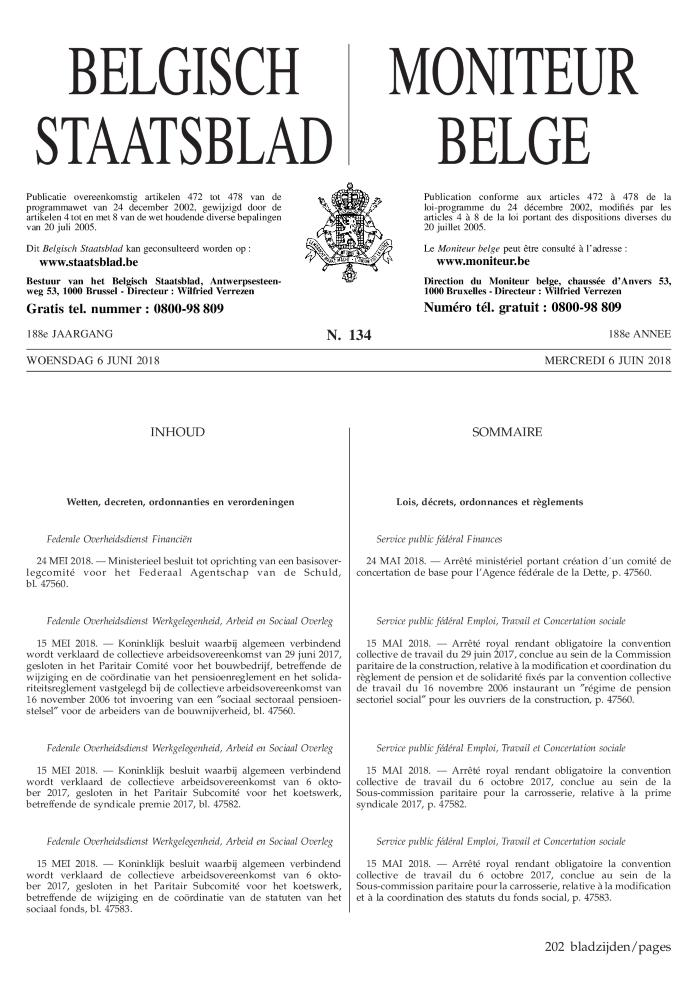 BELGISCH
STAATSBLAD
MONITEUR
BELGE
Publicatie overeenkomstig artikelen 472 tot 478 van de
programmawet van 24 december 2002, gewijzigd door de
artikelen 4 tot en met 8 van de wet houdende diverse bepalingen
van 20 juli 2005.
Dit Belgisch Staatsblad kan geconsulteerd worden op :
www.staatsblad.be
Bestuur van het Belgisch Staatsblad, Antwerpsesteen-
weg 53, 1000 Brussel - Directeur : Wilfried Verrezen
Gratis tel. nummer : 0800-98 809
Publication conforme aux articles 472 à 478 de la
loi-programme du 24 décembre 2002, modifiés par les
articles 4 à 8 de la loi portant des dispositions diverses du
20 juillet 2005.
Le Moniteur belge peut être consulté à l'adresse :
www.moniteur.be
Direction du Moniteur belge, chaussée d'Anvers 53,
1000 Bruxelles - Directeur : Wilfried Verrezen
Numéro tél. gratuit : 0800-98 809
188e JAARGANG
N. 134
188e ANNEE
WOENSDAG 6 JUNI 2018
MERCREDI 6 JUIN 2018
INHOUD
Wetten, decreten, ordonnanties en verordeningen
Federale Overheidsdienst Financiën
24 MEI 2018. — Ministerieel besluit tot oprichting van een basisover-
legcomité voor het Federaal Agentschap van de Schuld,
bl. 47560.
Federale Overheidsdienst Werkgelegenheid, Arbeid en Sociaal Overleg
15 MEI 2018. — Koninklijk besluit waarbij algemeen verbindend
wordt verklaard de collectieve arbeidsovereenkomst van 29 juni 2017,
gesloten in het Paritair Comité voor het bouwbedrijf, betreffende de
wijziging en de coördinatie van het pensioenreglement en het solida-
riteitsreglement vastgelegd bij de collectieve arbeidsovereenkomst van
16 november 2006 tot invoering van een "sociaal sectoraal pensioen-
stelsel" voor de arbeiders van de bouwnijverheid, bl. 47560.
Federale Overheidsdienst Werkgelegenheid, Arbeid en Sociaal Overleg
15 MEI 2018. — Koninklijk besluit waarbij algemeen verbindend
wordt verklaard de collectieve arbeidsovereenkomst van 6 okto-
ber 2017, gesloten in het Paritair Subcomité voor het koetswerk,
betreffende de syndicale premie 2017, bl. 47582.
Federale Overheidsdienst Werkgelegenheid, Arbeid en Sociaal Overleg
15 MEI 2018. — Koninklijk besluit waarbij algemeen verbindend
wordt verklaard de collectieve arbeidsovereenkomst van 6 okto-
ber 2017, gesloten in het Paritair Subcomité voor het koetswerk,
betreffende de wijziging en de coördinatie van de statuten van het
sociaal fonds, bl. 47583.
SOMMAIRE
Lois, décrets, ordonnances et règlements
Service public fédéral Finances
24 MAI 2018. — Arrêté ministériel portant création d'un comité de
concertation de base pour l'Agence fédérale de la Dette, p. 47560.
Service public fédéral Emploi, Travail et Concertation sociale
15 MAI 2018. — Arrêté royal rendant obligatoire la convention
collective de travail du 29 juin 2017, conclue au sein de la Commission
paritaire de la construction, relative à la modification et coordination du
règlement de pension et de solidarité fixés par la convention collective
de travail du 16 novembre 2006 instaurant un "régime de pension
sectoriel social" pour les ouvriers de la construction, p. 47560.
Service public fédéral Emploi, Travail et Concertation sociale
15 MAI 2018. — Arrêté royal rendant obligatoire la convention
collective de travail du 6 octobre 2017, conclue au sein de la
Sous-commission paritaire pour la carrosserie, relative à la prime
syndicale 2017, p. 47582.
Service public fédéral Emploi, Travail et Concertation sociale
15 MAI 2018. — Arrêté royal rendant obligatoire la convention
collective de travail du 6 octobre 2017, conclue au sein de la
Sous-commission paritaire pour la carrosserie, relative à la modification
et à la coordination des statuts du fonds social, p. 47583.
202 bladzijden/pages